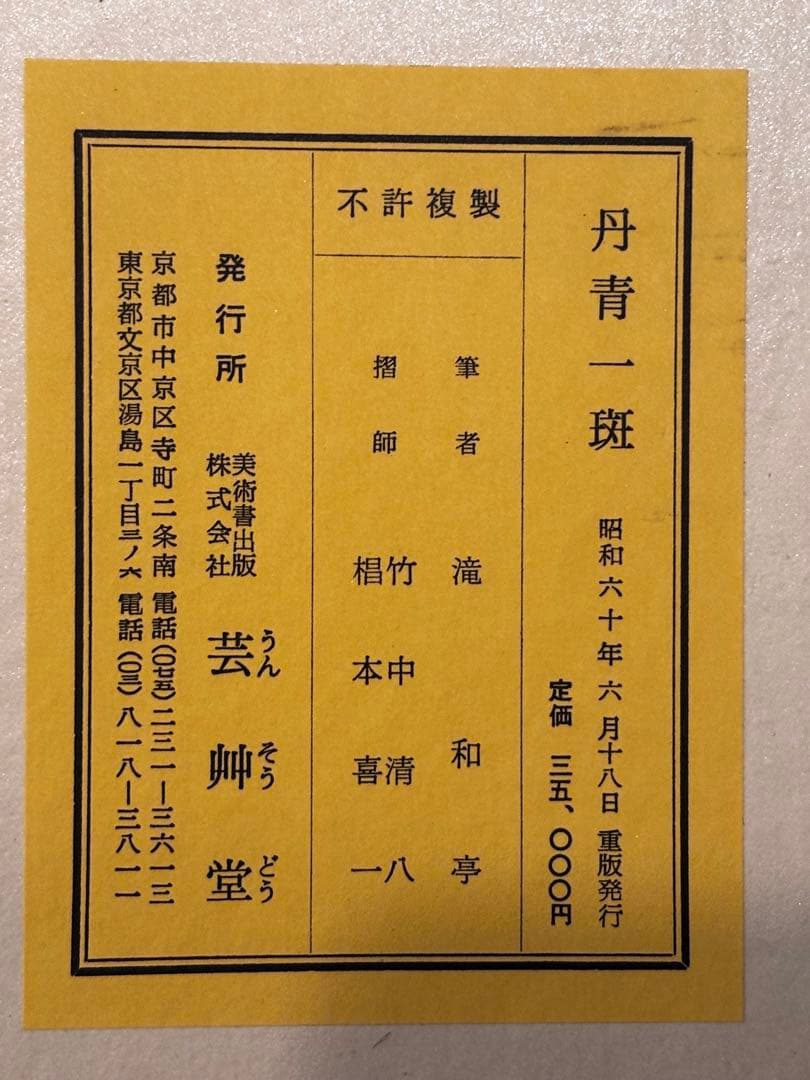 丹青一斑
昭和六十年六月十八日 重版発行
定価 三五、〇〇〇円
不許複製
筆者 滝和亭
摺師 竹中清八
椙本喜一
発行所
美術書出版
株式会社
芸艸堂
うんそうどう
京都市中京区寺町二条南 電話(〇七五)二三一―三六一三
東京都文京区湯島一丁目三ノ六 電話(〇三)八一八―三八一一